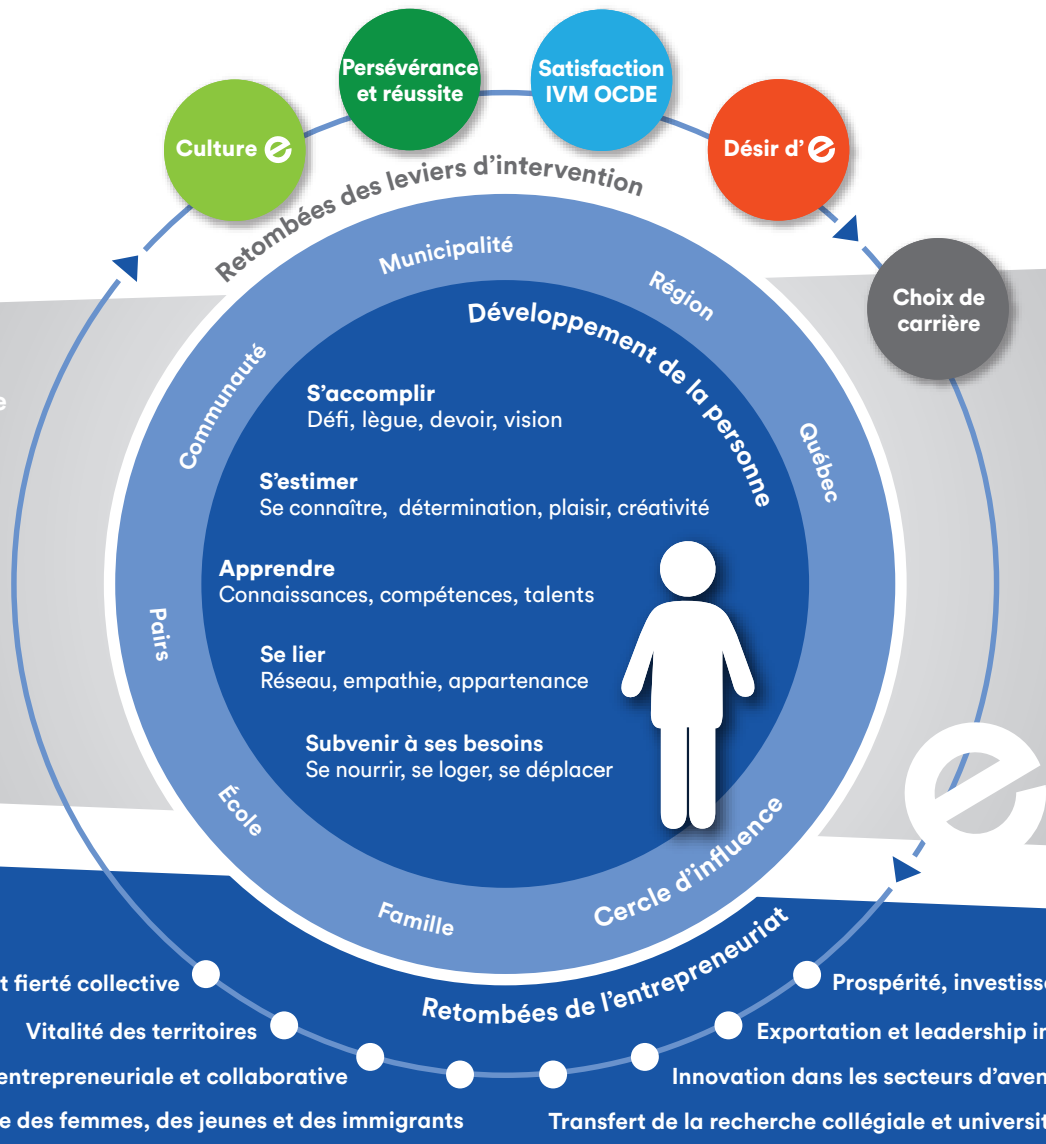 Persévérance
et réussite
Satisfaction
IVM OCDE
Culture e
Désir d' e
Retombées des leviers d'intervention
Choix de
carrière
Municipalité
Région
Communauté
Québec
Pairs
École
Famille
Cercle d'influence
Développement de la personne
S'accomplir
Défi, lègue, devoir, vision
S'estimer
Se connaître, détermination, plaisir, créativité
Apprendre
Connaissances, compétences, talents
Se lier
Réseau, empathie, appartenance
Subvenir à ses besoins
Se nourrir, se loger, se déplacer
e
Retombées de l'entrepreneuriat
t fierté collective
Prospérité, investiss
Vitalité des territoires
Exportation et leadership in
entrepreneuriale et collaborative
Innovation dans les secteurs d'aven
e des femmes, des jeunes et des immigrants
Transfert de la recherche collégiale et universit